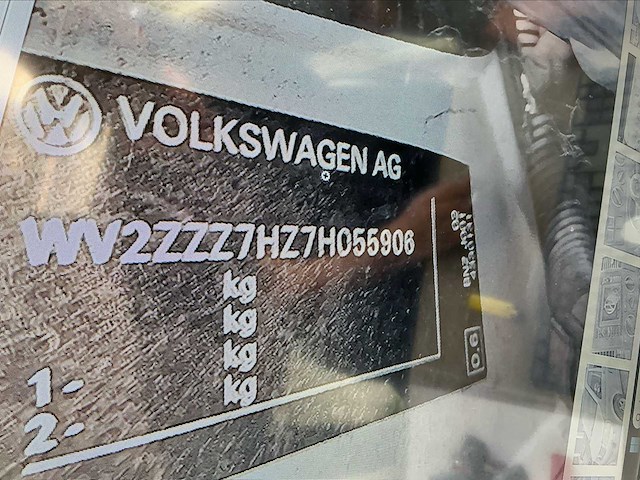 VOLKSWAGEN AG
WV2ZZZ7HZ7H055906
kg
kg
kg
1- kg
2-